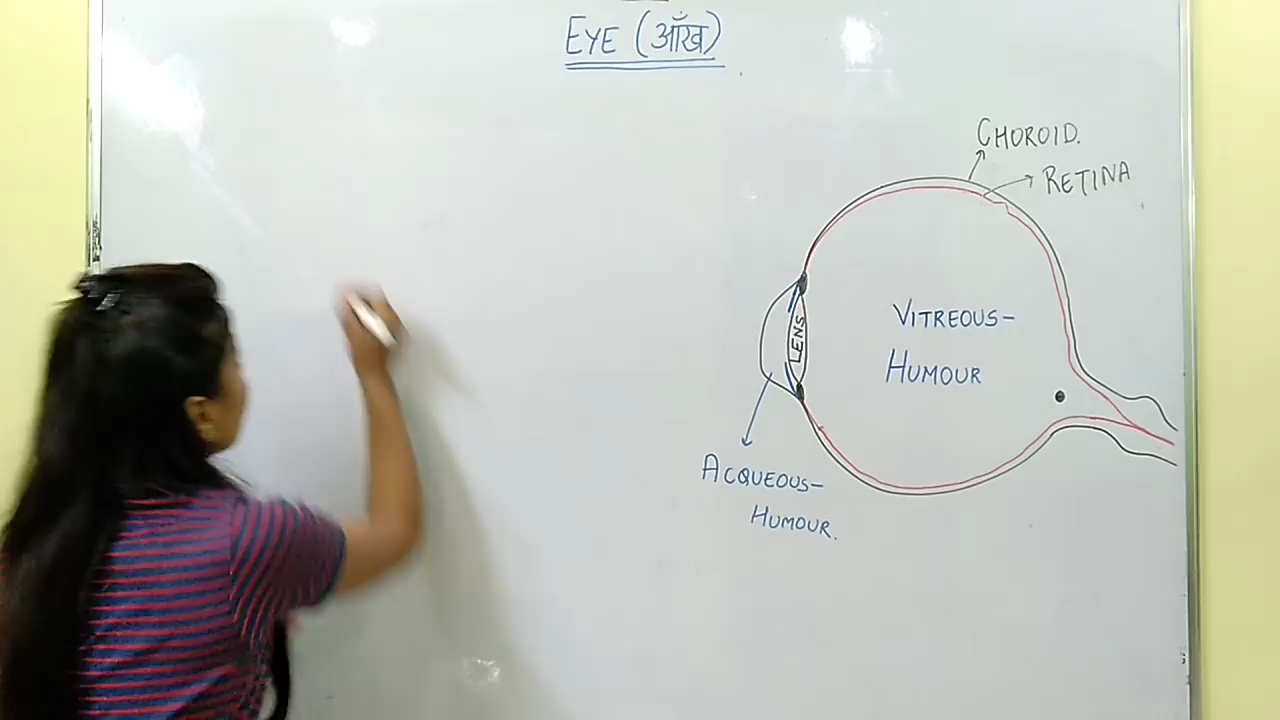 EYE (आँख)
CHOROID.
RETINA
LENS
VITREOUS-
HUMOUR
ACQUEOUS-
HUMOUR.